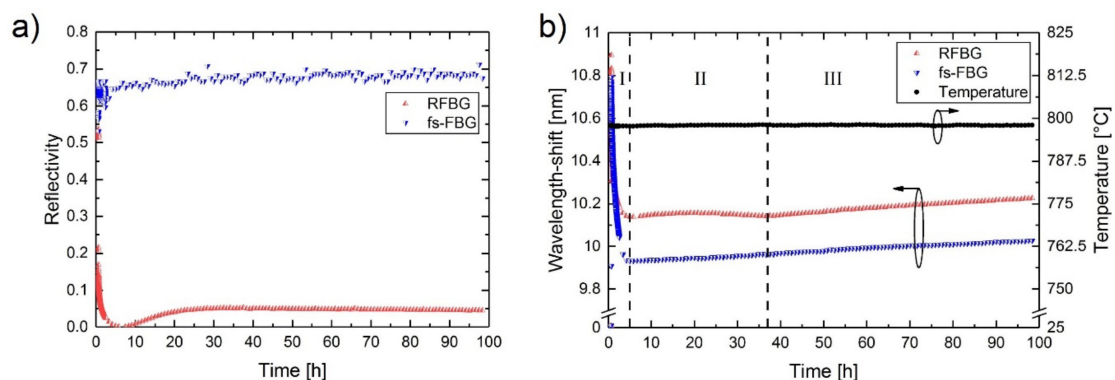 a)
0.8
0.7
0.6
0.5
0.4
0.3
0.2
0.1
0.0
Reflectivity
0 10 20 30 40 50 60 70 80 90 100
Time [h]
RFBG
fs-FBG
b)
11
10.8
10.6
10.4
10.2
10
9.8
0
Wavelength-shift [nm]
I II III
RFBG
fs-FBG
Temperature
825
812.5
800
787.5
775
762.5
750
25
Temperature [°C]
0 10 20 30 40 50 60 70 80 90 100
Time [h]